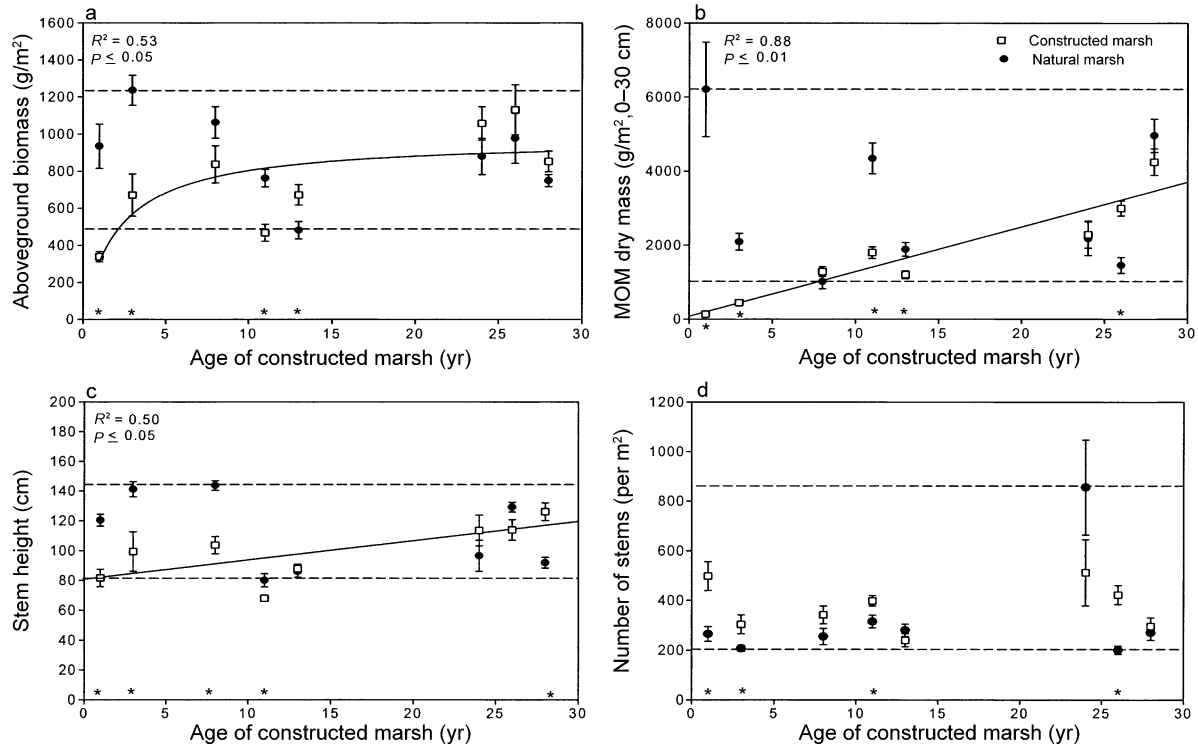 a
R² = 0.53
P ≤ 0.05
Aboveground biomass (g/m²)
1600
1400
1200
1000
800
600
400
200
0
* * * *
0 5 10 15 20 25 30
Age of constructed marsh (yr)
b
R² = 0.88
P ≤ 0.01
Constructed marsh
Natural marsh
MOM dry mass (g/m²,0–30 cm)
8000
6000
4000
2000
0
* * * * *
0 5 10 15 20 25 30
Age of constructed marsh (yr)
c
R² = 0.50
P ≤ 0.05
Stem height (cm)
200
180
160
140
120
100
80
60
40
20
0
* * * * *
0 5 10 15 20 25 30
Age of constructed marsh (yr)
d
Number of stems (per m²)
1200
1000
800
600
400
200
0
* * * *
0 5 10 15 20 25 30
Age of constructed marsh (yr)